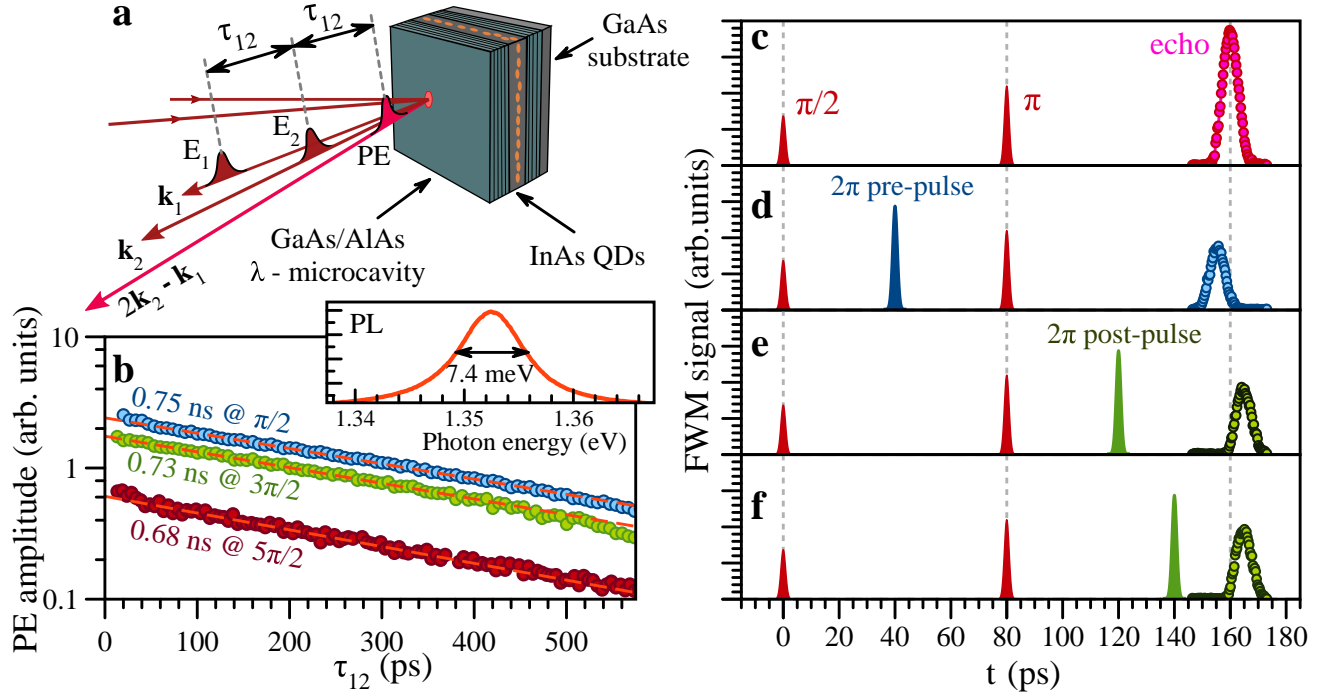 a
τ₁₂
τ₁₂
GaAs
substrate
E₁
E₂
PE
k₁
k₂
2k₂ - k₁
GaAs/AlAs
λ - microcavity
InAs QDs
b
PE amplitude (arb. units)
10
1
0.1
0.75 ns @ π/2
0.73 ns @ 3π/2
0.68 ns @ 5π/2
0 100 200 300 400 500
τ₁₂ (ps)
PL
7.4 meV
1.34 1.35 1.36
Photon energy (eV)
FWM signal (arb.units)
c
π/2
π
echo
d
2π pre-pulse
e
2π post-pulse
f
0 20 40 60 80 100 120 140 160 180
t (ps)